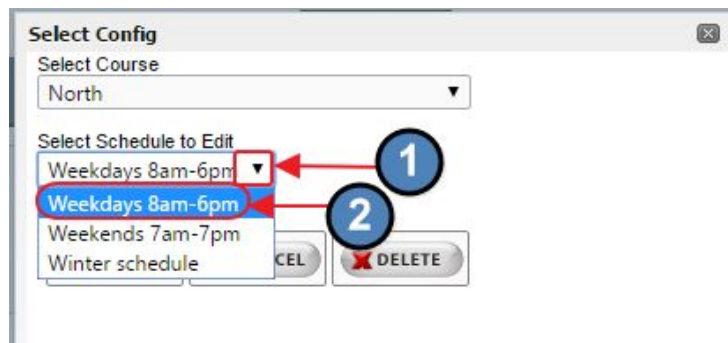 Select Config
Select Course
North
Select Schedule to Edit
Weekdays 8am-6pm
1
Weekdays 8am-6pm
2
Weekends 7am-7pm
Winter schedule
CEL
DELETE